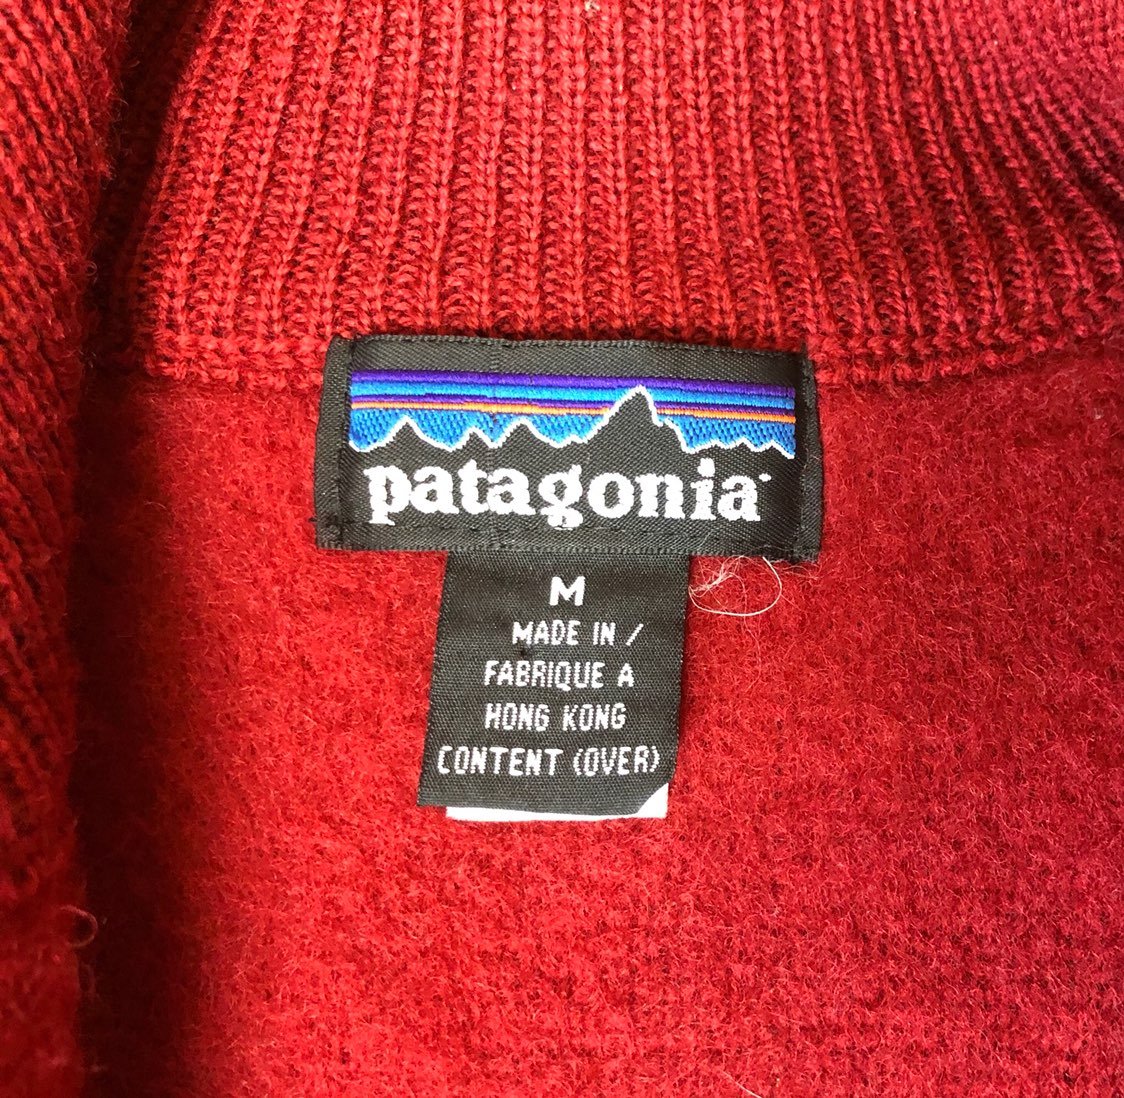 patagonia
M
MADE IN /
FABRIQUE A
HONG KONG
CONTENT (OVER)